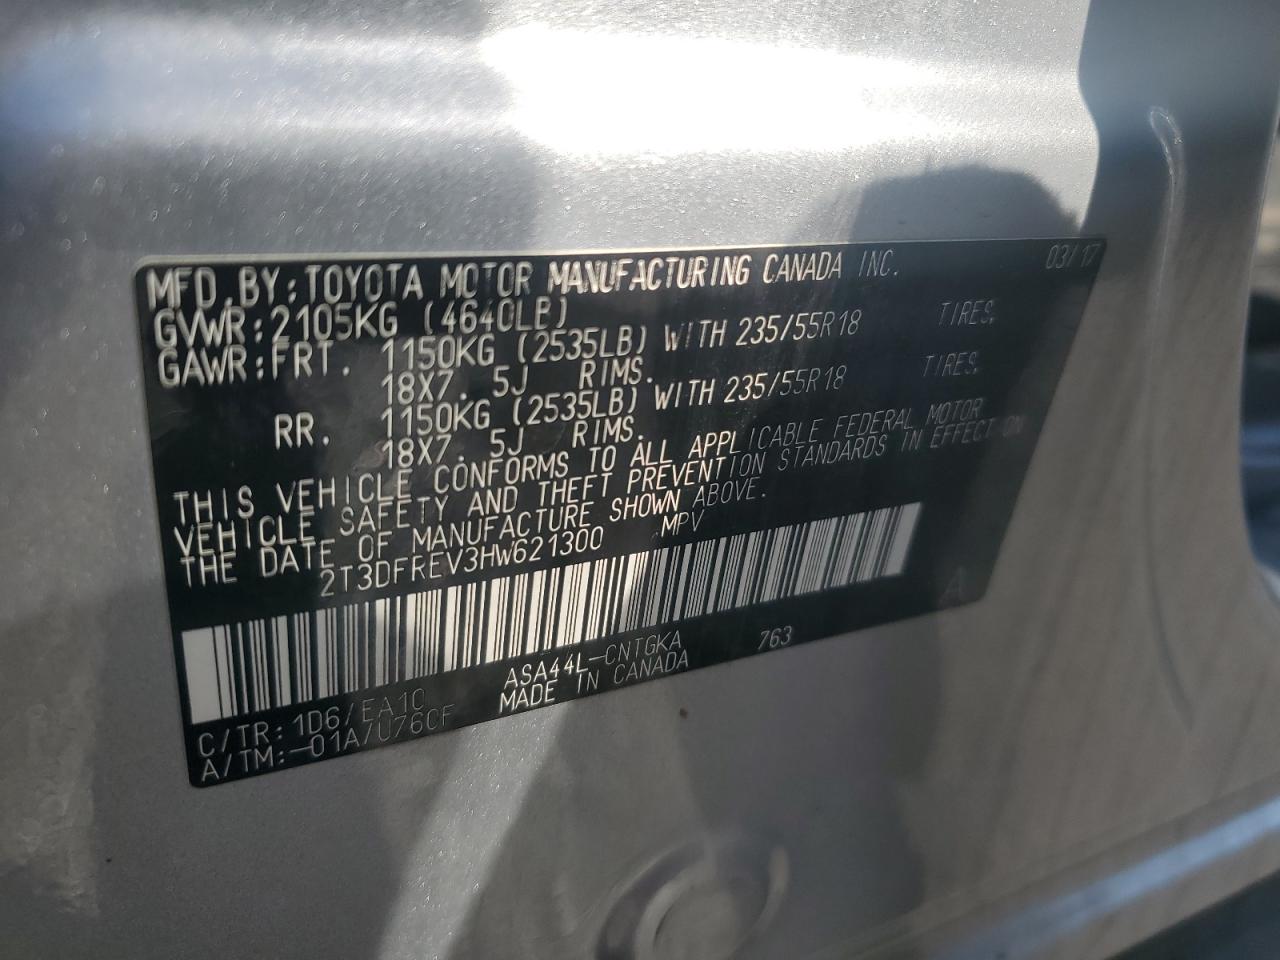 MFD.BY:TOYOTA MOTOR MANUFACTURING CANADA INC. 03/17
GVWR:2105KG (4640LB)
GAWR:FRT. 1150KG (2535LB) WITH 235/55R18 TIRES,
18X7.5J RIMS.
RR. 1150KG (2535LB) WITH 235/55R18 TIRES,
18X7.5J RIMS.
THIS VEHICLE CONFORMS TO ALL APPLICABLE FEDERAL MOTOR
VEHICLE SAFETY AND THEFT PREVENTION STANDARDS IN EFFECT ON
THE DATE OF MANUFACTURE SHOWN ABOVE.
2T3DFREV3HW621300 MPV
A
ASA44L-CNTGKA 763
MADE IN CANADA
C/TR:1D6/EA10
A/TM:-01A/U760F